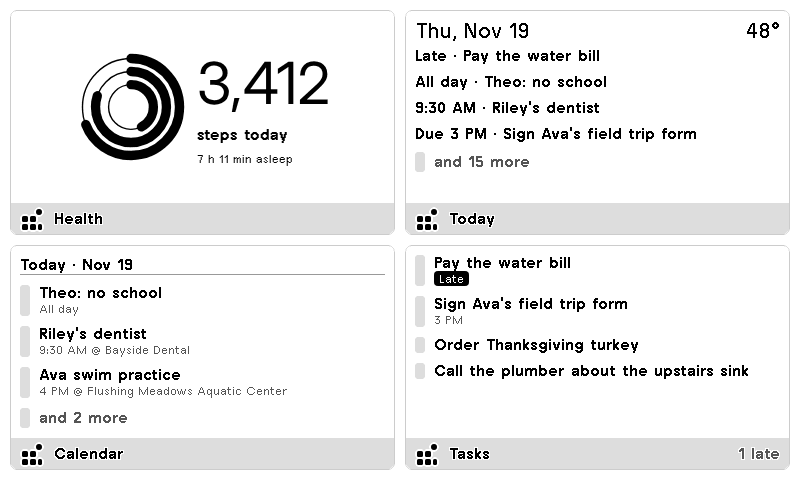 3,412
steps today
7 h 11 min asleep
Health
Thu, Nov 19 48°
Late · Pay the water bill
All day · Theo: no school
9:30 AM · Riley's dentist
Due 3 PM · Sign Ava's field trip form
and 15 more
Today
Today · Nov 19
Theo: no school
All day
Riley's dentist
9:30 AM @ Bayside Dental
Ava swim practice
4 PM @ Flushing Meadows Aquatic Center
and 2 more
Calendar
Pay the water bill
Late
Sign Ava's field trip form
3 PM
Order Thanksgiving turkey
Call the plumber about the upstairs sink
Tasks 1 late